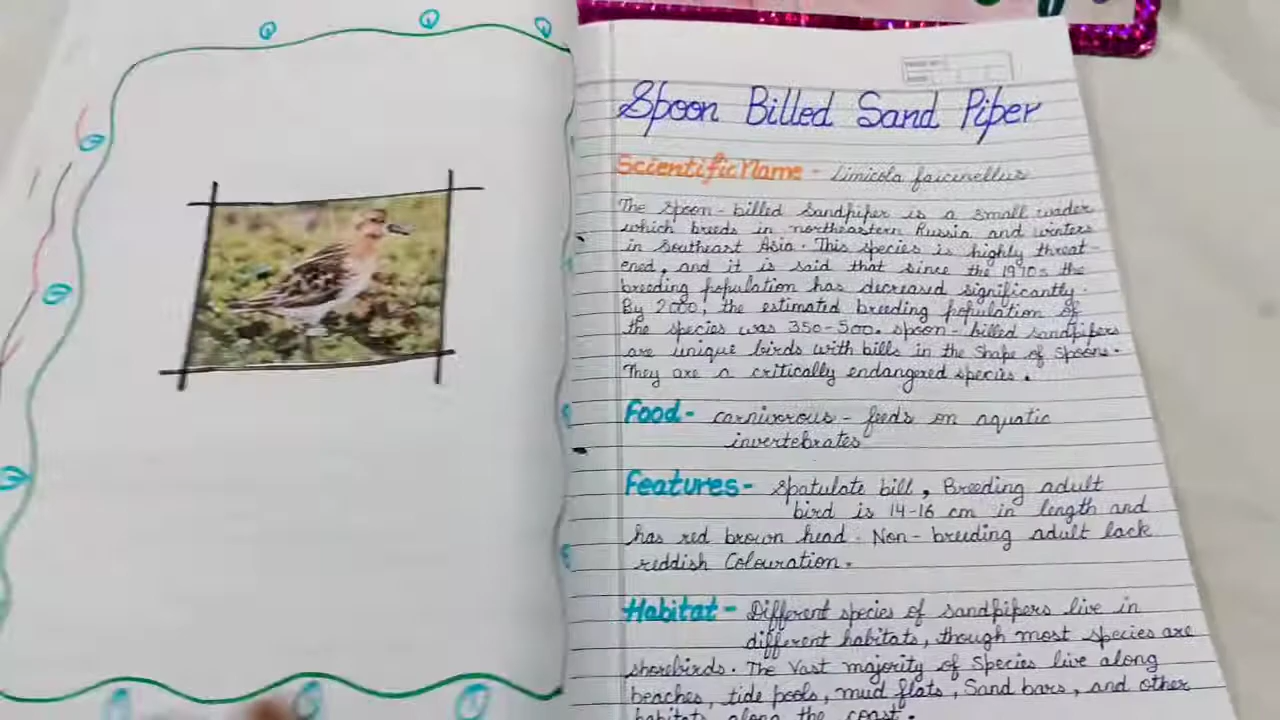 Spoon Billed Sand Piper
Scientific Name - Limicola faicinellus
The spoon-billed Sandpiper is a small wader
which breeds in northeastern Russia and winters
in Southeast Asia. This species is highly threat-
ened, and it is said that since the 1970s the
breeding population has decreased significantly.
By 2000, the estimated breeding population of
the species was 350-500. spoon-billed sandpipers
are unique birds with bills in the shape of spoons.
They are a critically endangered species.
Food - carnivorous - feeds on aquatic
invertebrates
Features - Spatulate bill, Breeding adult
bird is 14-16 cm in length and
has red brown head. Non-breeding adult lack
reddish Colouration.
Habitat - Different species of sandpipers live in
different habitats, though most species are
shorebirds. The Vast majority of Species live along
beaches, tide pools, mud flats, Sand bars, and other
habitats along the coast.